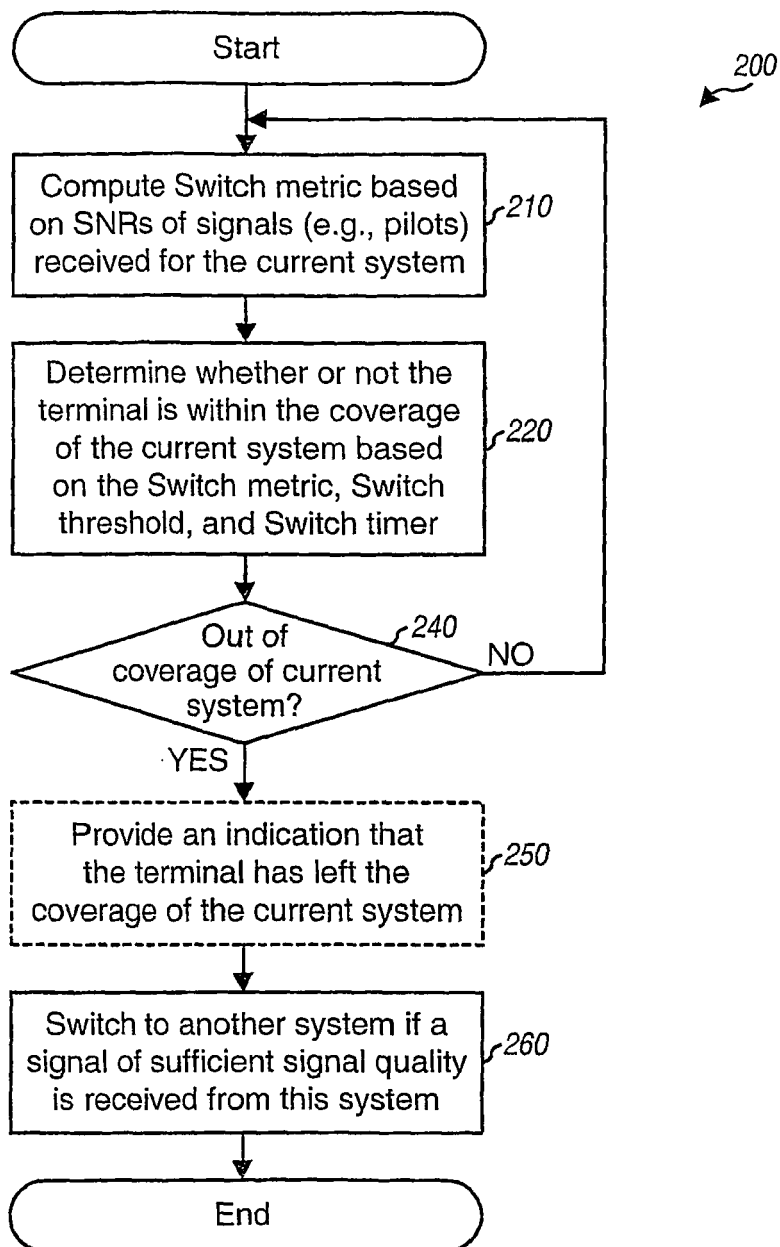 Start
200
Compute Switch metric based
on SNRs of signals (e.g., pilots)
received for the current system
210
Determine whether or not the
terminal is within the coverage
of the current system based
on the Switch metric, Switch
threshold, and Switch timer
220
Out of
coverage of current
system?
240
NO
YES
Provide an indication that
the terminal has left the
coverage of the current system
250
Switch to another system if a
signal of sufficient signal quality
is received from this system
260
End